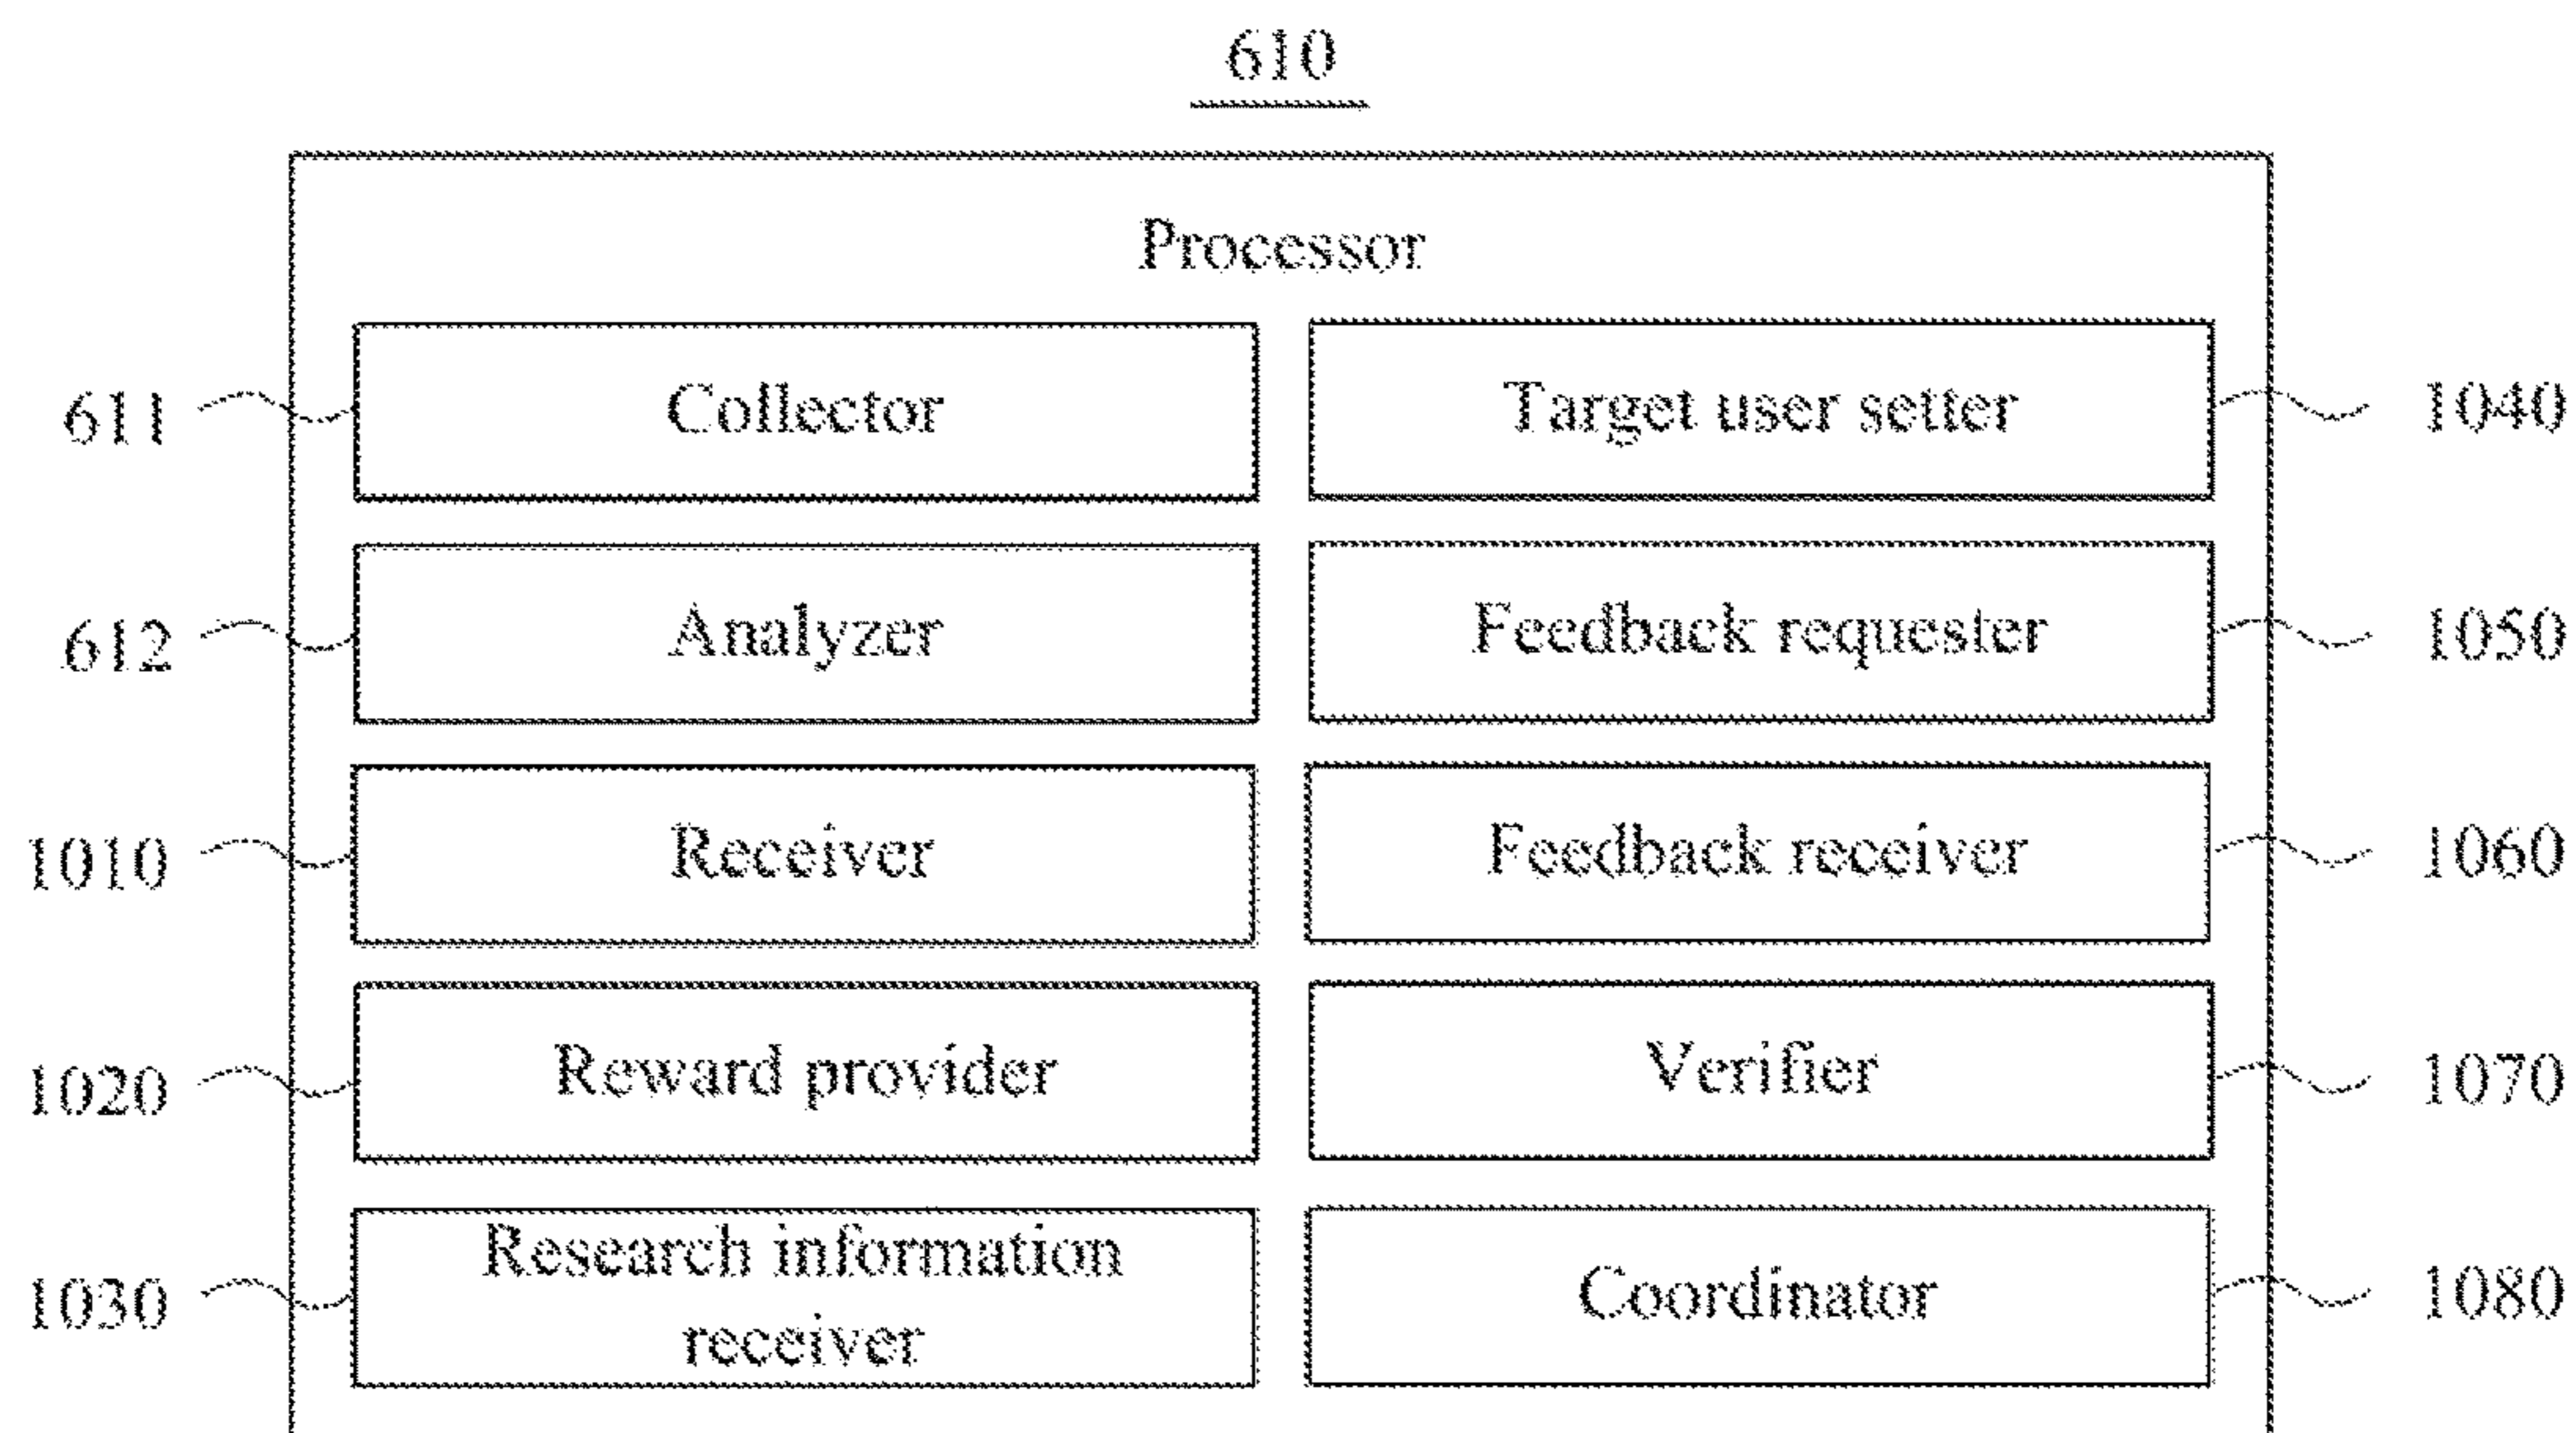 610
Processor
611 Collector Target user setter 1040
612 Analyzer Feedback requester 1050
1010 Receiver Feedback receiver 1060
1020 Reward provider Verifier 1070
1030 Research information receiver Coordinator 1080